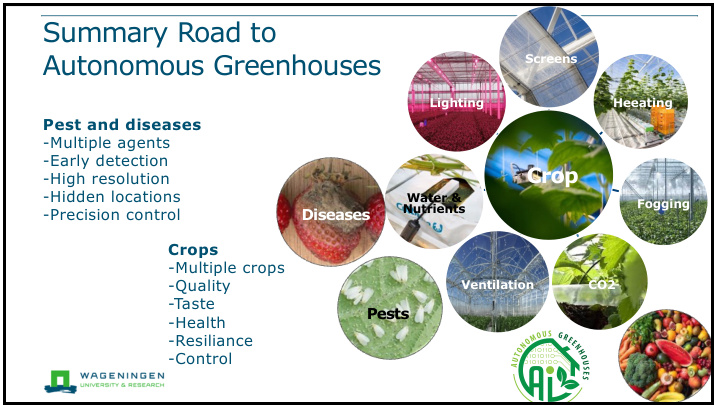 Summary Road to
Autonomous Greenhouses
Pest and diseases
-Multiple agents
-Early detection
-High resolution
-Hidden locations
-Precision control
Crops
-Multiple crops
-Quality
-Taste
-Health
-Resiliance
-Control
Screens
Lighting
Heeating
Crop
Diseases
Water &
Nutrients
Fogging
Ventilation
CO2
Pests
AUTONOMOUS GREENHOUSES
AI
WAGENINGEN
UNIVERSITY & RESEARCH